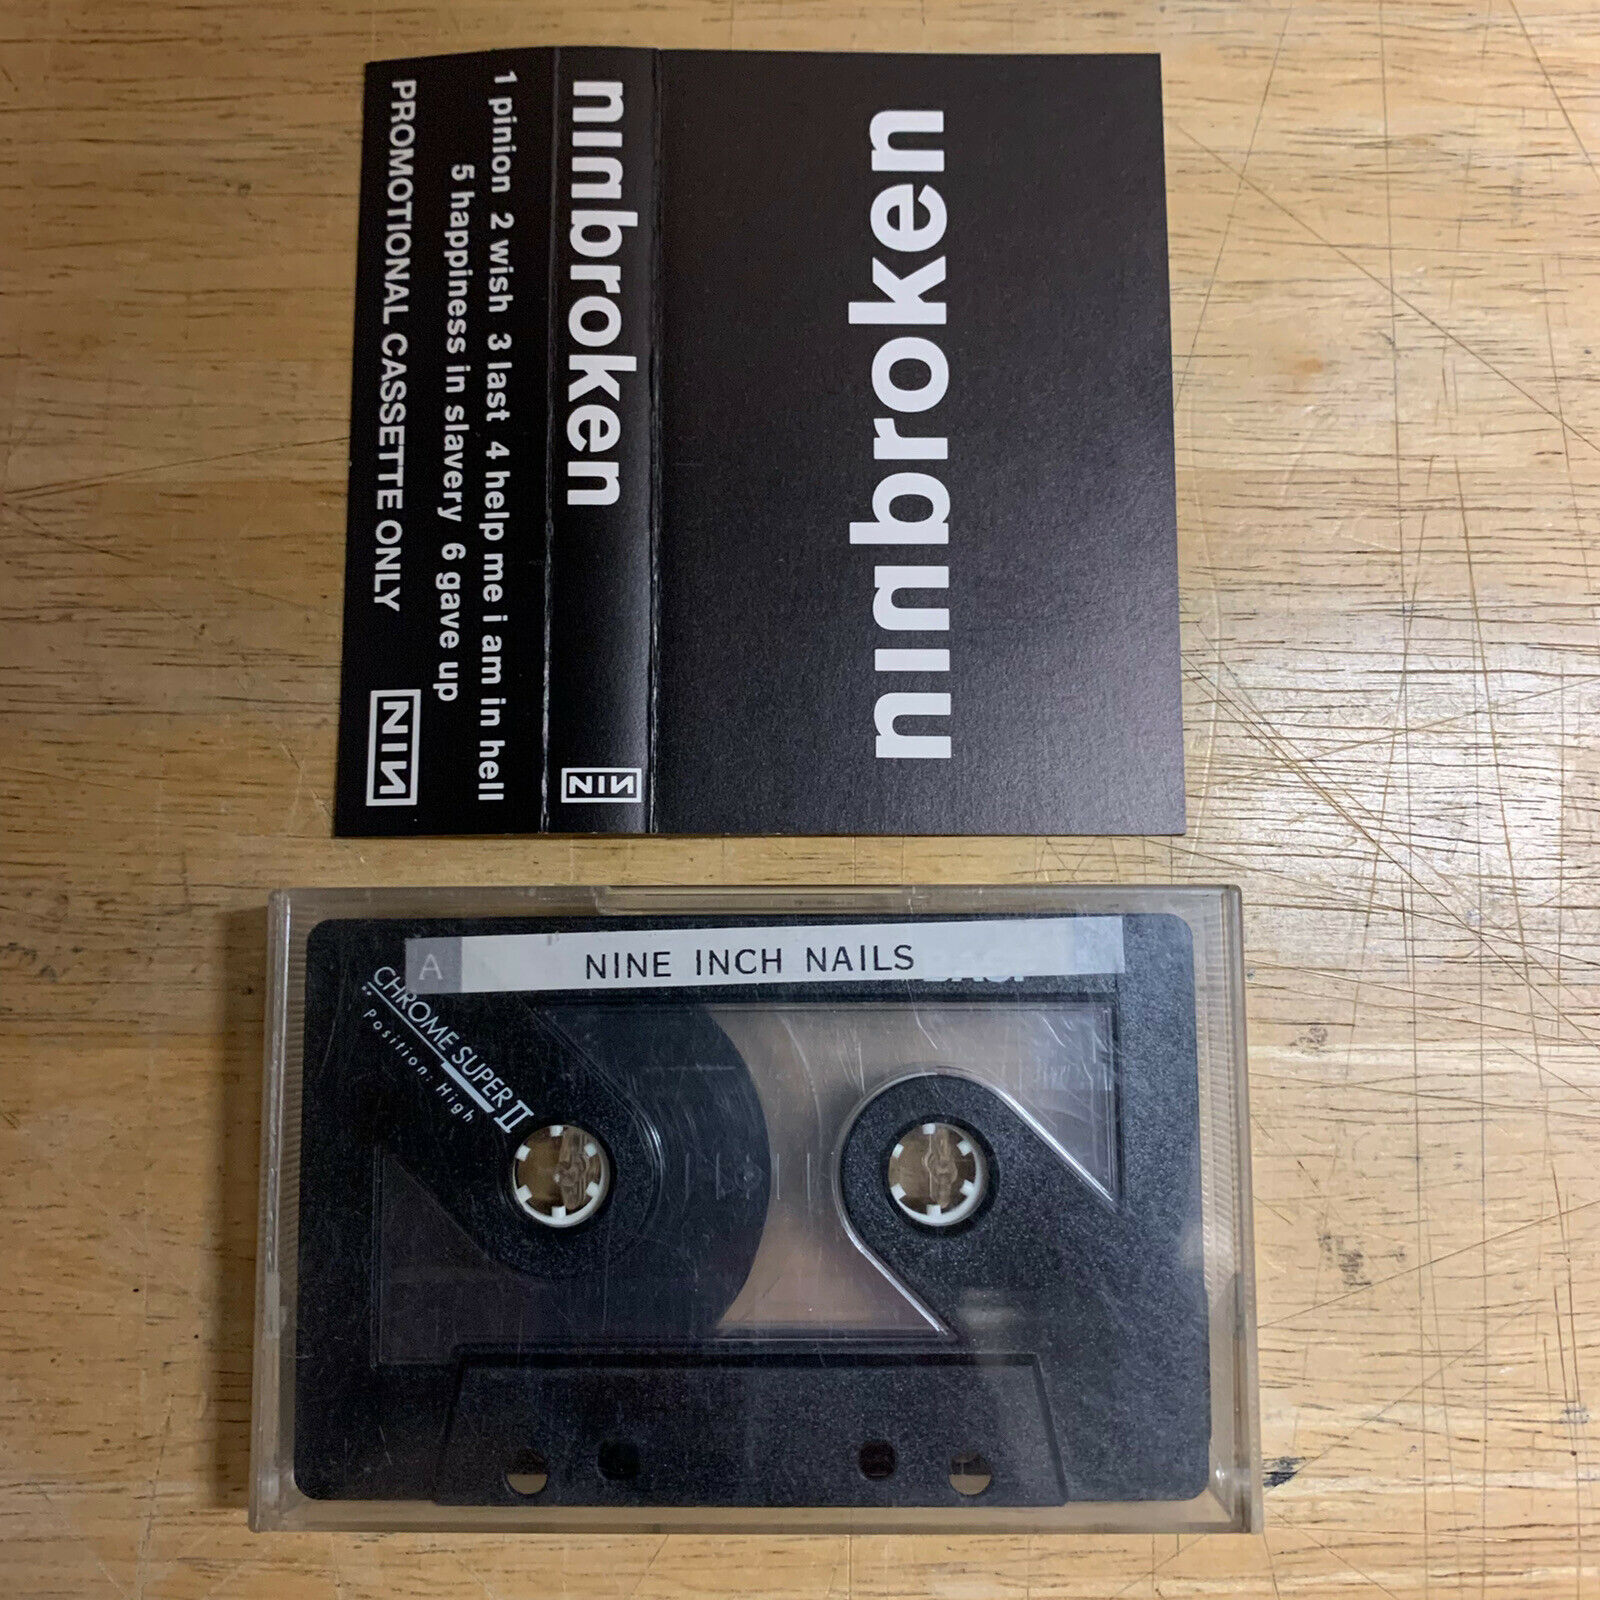 ninbroken
ninbroken
NIN
1 pinion 2 wish 3 last 4 help me i am in hell
5 happiness in slavery 6 gave up
PROMOTIONAL CASSETTE ONLY
NIN
A
NINE INCH NAILS
CHROME SUPER II
Position: High